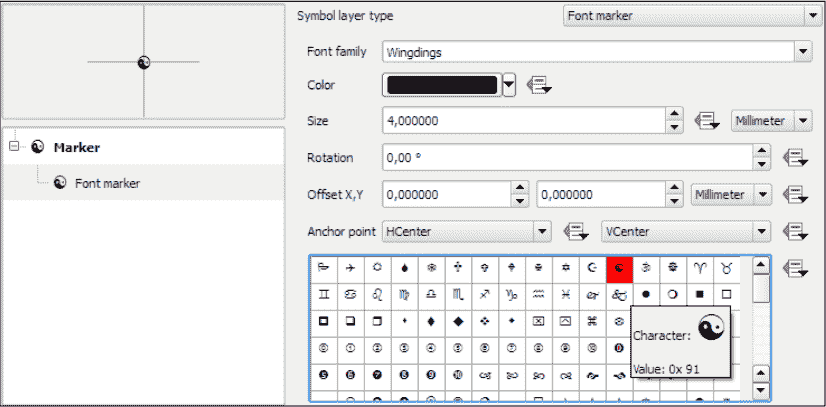 Symbol layer type Font marker
Font family Wingdings
Color
Size 4,000000 Millimeter
Rotation 0,00 °
Offset X,Y 0,000000 0,000000 Millimeter
Anchor point HCenter VCenter
Marker
Font marker
Character:
Value: 0x 91